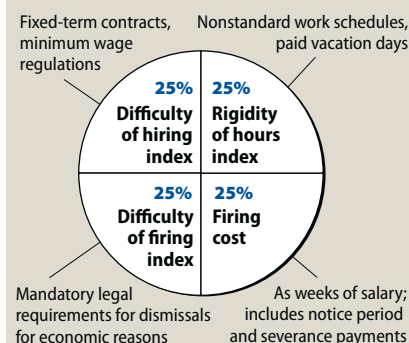 Fixed-term contracts,
minimum wage
regulations
Nonstandard work schedules,
paid vacation days
25%
Difficulty
of hiring
index
25%
Rigidity
of hours
index
25%
Difficulty
of firing
index
25%
Firing
cost
Mandatory legal
requirements for dismissals
for economic reasons
As weeks of salary;
includes notice period
and severance payments